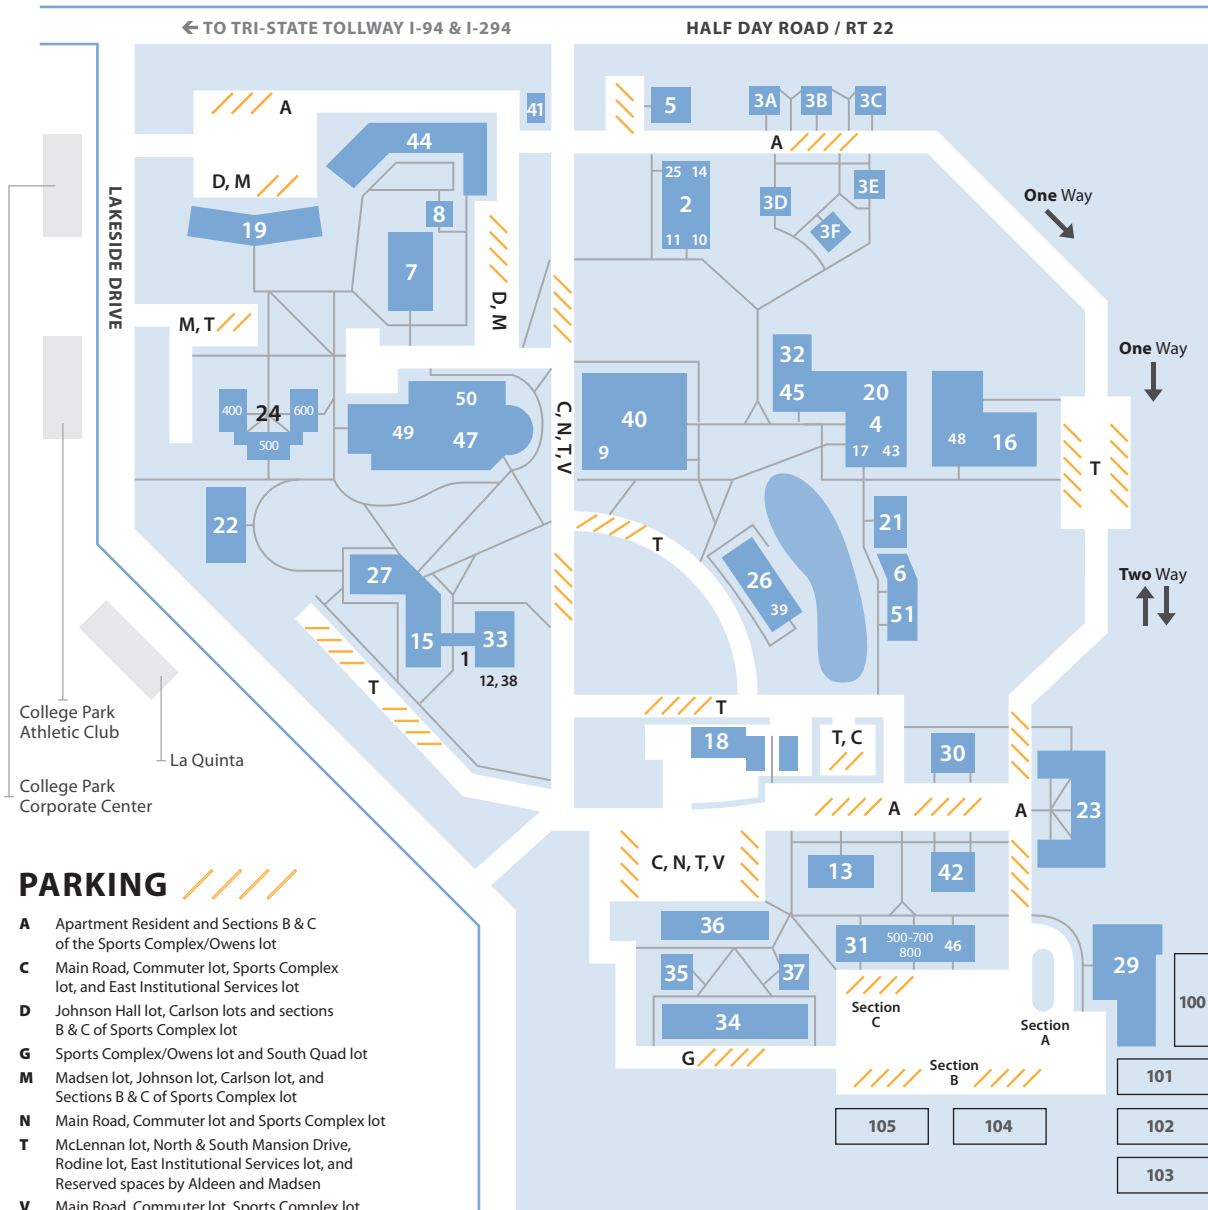 ← TO TRI-STATE TOLLWAY I-94 & I-294
HALF DAY ROAD / RT 22
A
41
5
3A
3B
3C
44
A
D, M
25 14
2
11 10
3D
3E
3F
One Way
19
8
7
D, M
LAKESIDE DRIVE
M, T
32
45
20
4
17 43
One Way
400
24
600
500
50
49
47
C, N, T, V
40
9
48
16
T
22
21
T
26
39
6
51
Two Way
27
15
1
33
12, 38
T
College Park
Athletic Club
La Quinta
College Park
Corporate Center
T
18
T, C
30
A
A
23
C, N, T, V
13
42
36
31
500-700
800
46
29
35
37
34
G
Section
C
Section
A
Section
B
100
101
102
103
104
105
PARKING
A Apartment Resident and Sections B & C
of the Sports Complex/Owens lot
C Main Road, Commuter lot, Sports Complex
lot, and East Institutional Services lot
D Johnson Hall lot, Carlson lots and sections
B & C of Sports Complex lot
G Sports Complex/Owens lot and South Quad lot
M Madsen lot, Johnson lot, Carlson lot, and
Sections B & C of Sports Complex lot
N Main Road, Commuter lot and Sports Complex lot
T McLennan lot, North & South Mansion Drive,
Rodine lot, East Institutional Services lot, and
Reserved spaces by Aldeen and Madsen
V Main Road, Commuter lot, Sports Complex lot